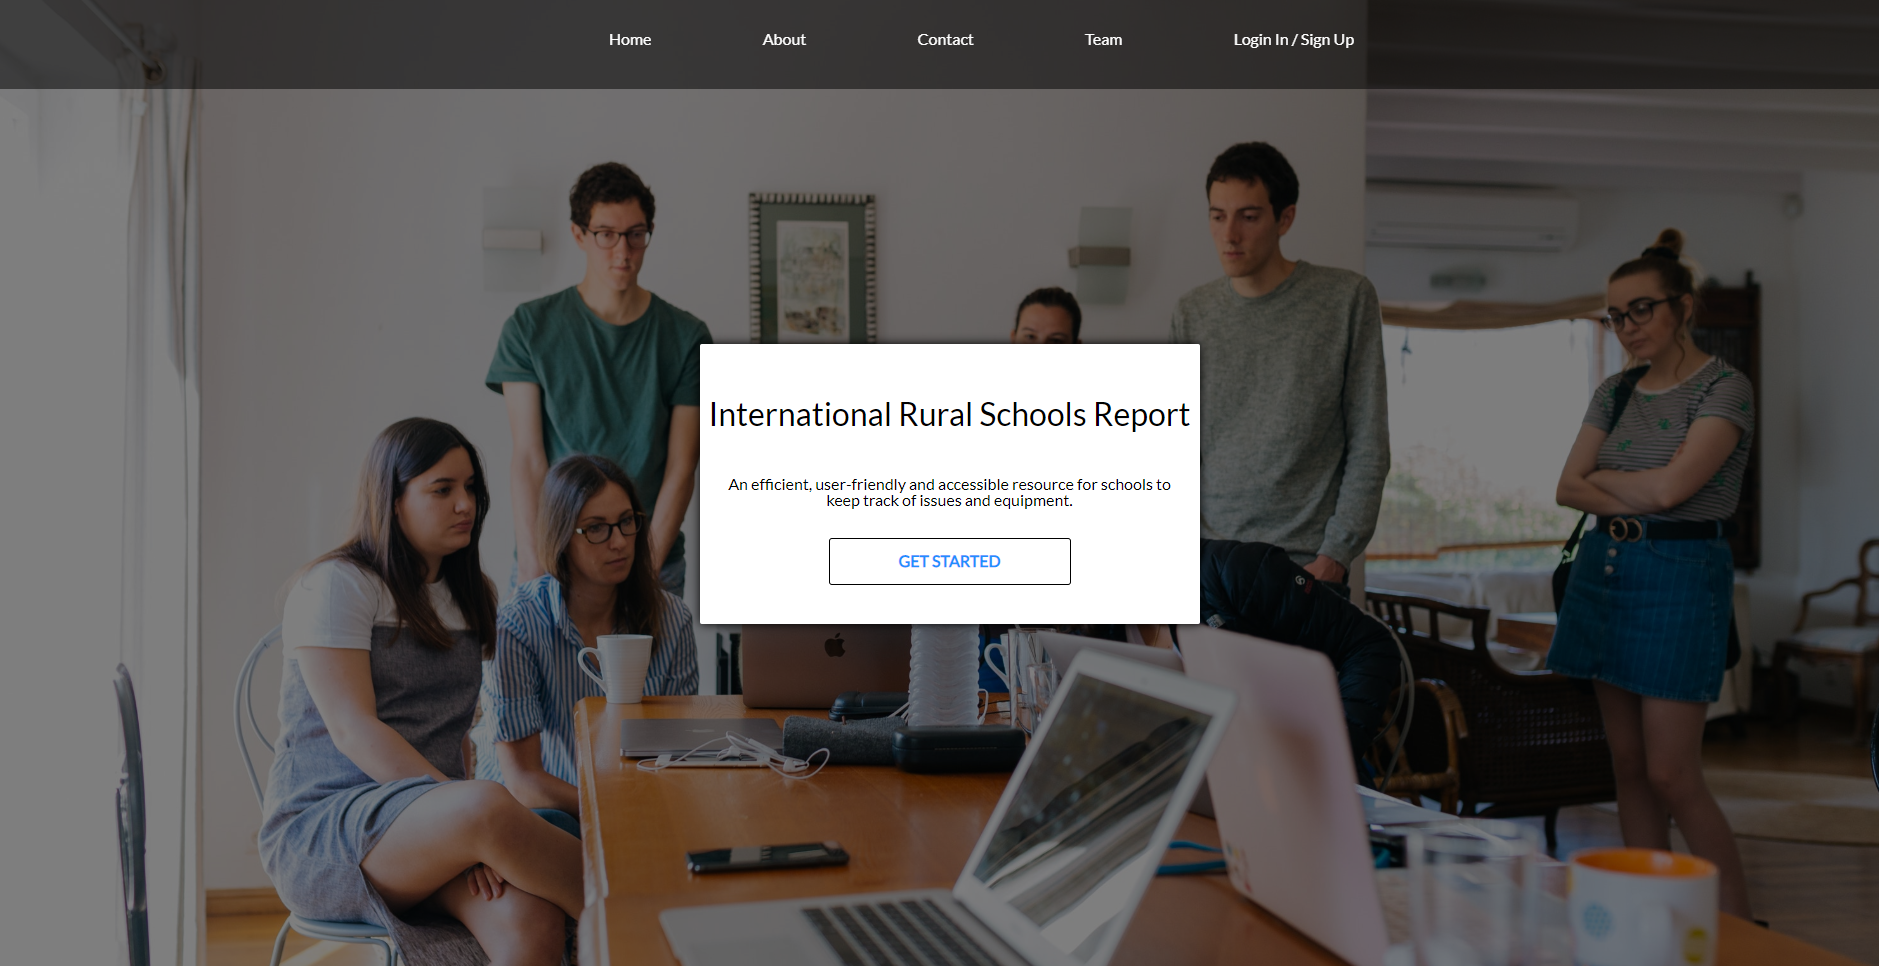 Home About Contact Team Login In / Sign Up
International Rural Schools Report
An efficient, user-friendly and accessible resource for schools to
keep track of issues and equipment.
GET STARTED